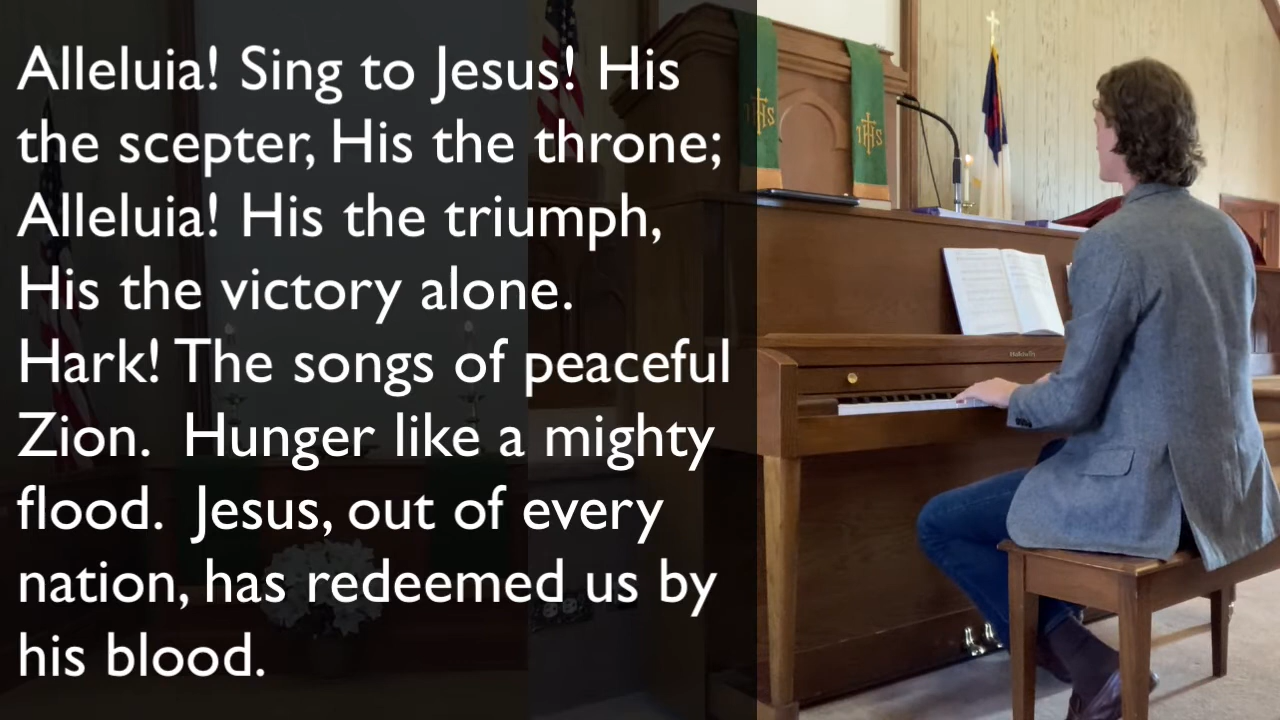 Alleluia! Sing to Jesus! His
the scepter, His the throne;
Alleluia! His the triumph,
His the victory alone.
Hark! The songs of peaceful
Zion.  Hunger like a mighty
flood.  Jesus, out of every
nation, has redeemed us by
his blood.
IHS
IHS